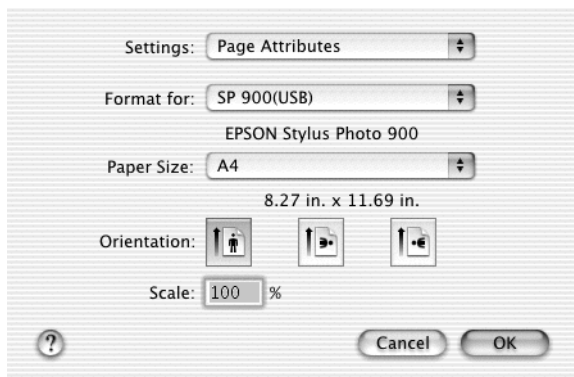 Settings: Page Attributes
Format for: SP 900(USB)
EPSON Stylus Photo 900
Paper Size: A4
8.27 in. x 11.69 in.
Orientation:
Scale: 100 %
? Cancel OK